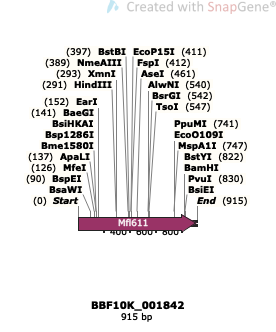 Created with SnapGene®
(397) BstBI EcoP15I (411)
(389) NmeAIII FspI (412)
(293) XmnI AseI (461)
(291) HindIII AlwNI (540)
BsrGI (542)
(152) EarI TsoI (547)
(141) BaeGI
BsiHKAI PpuMI (741)
Bsp1286I EcoO109I
Bme1580I MspA1I (747)
(137) ApaLI BstYI (822)
(126) MfeI BamHI
(90) BspEI PvuI (830)
BsaWI BsiEI
(0) Start End (915)
Mfl611
400 600 800
BBF10K_001842
915 bp